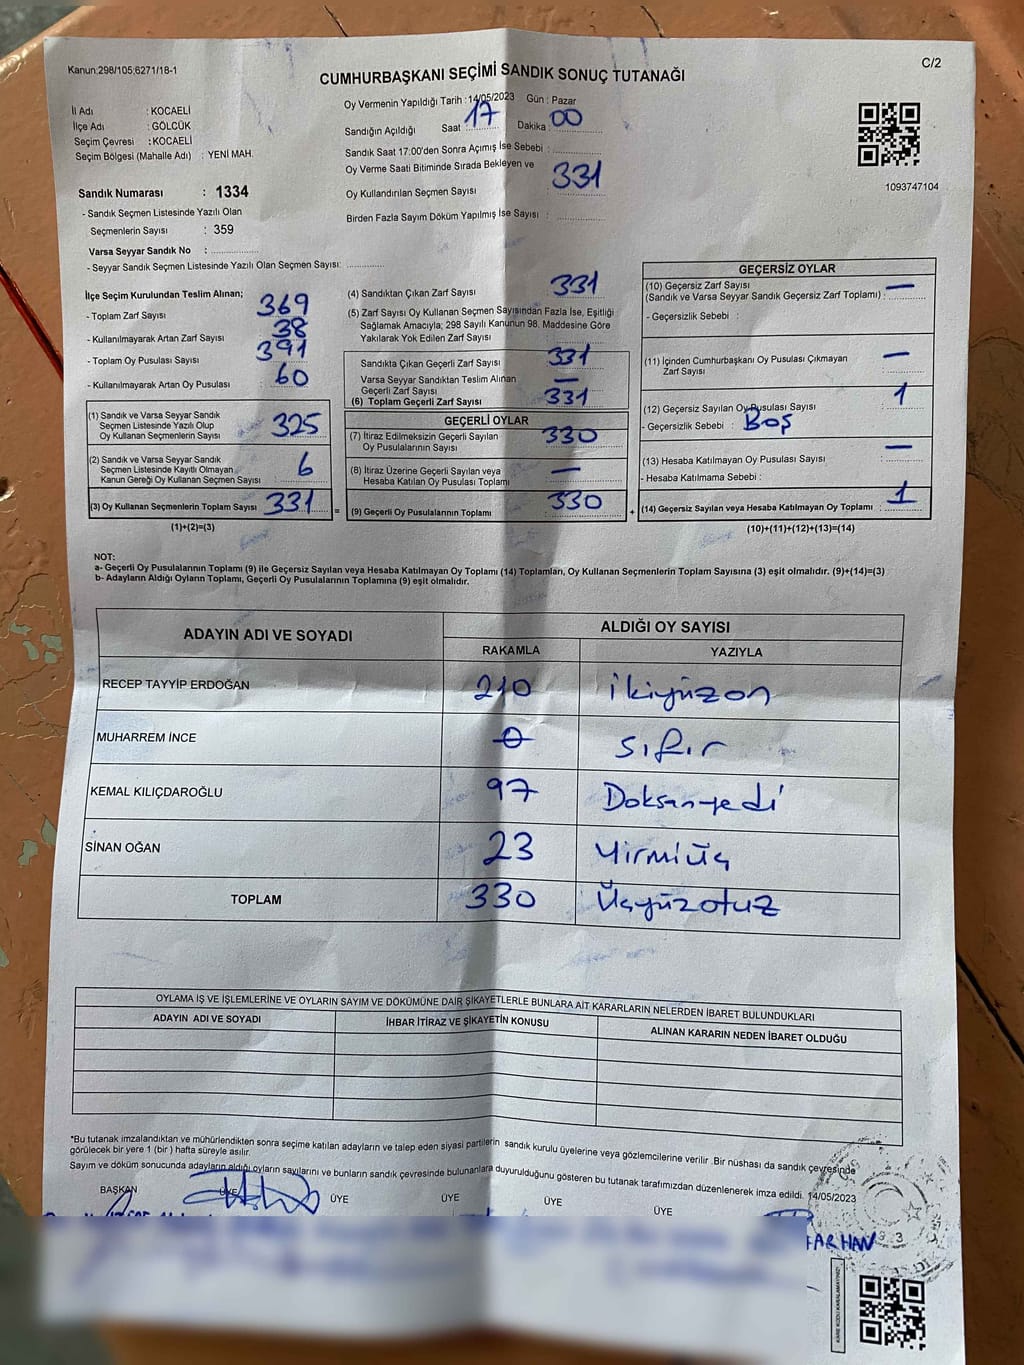 Kanun:298/105;6271/18-1
C/2
CUMHURBAŞKANI SEÇİMİ SANDIK SONUÇ TUTANAĞI
İl Adı : KOCAELİ
İlçe Adı : GÖLCÜK
Seçim Çevresi : KOCAELİ
Seçim Bölgesi (Mahalle Adı) : YENİ MAH.
Sandık Numarası : 1334
- Sandık Seçmen Listesinde Yazılı Olan
Seçmenlerin Sayısı : 359
Varsa Seyyar Sandık No :
- Seyyar Sandık Seçmen Listesinde Yazılı Olan Seçmen Sayısı:
Oy Vermenin Yapıldığı Tarih : 14/05/2023 Gün : Pazar
Sandığın Açıldığı Saat 17 Dakika 00
Sandık Saat 17:00'den Sonra Açımış İse Sebebi :
Oy Verme Saati Bitiminde Sırada Bekleyen ve
Oy Kullandırılan Seçmen Sayısı 331
Birden Fazla Sayım Döküm Yapılmış İse Sayısı :
1093747104
İlçe Seçim Kurulundan Teslim Alınan;
- Toplam Zarf Sayısı 369
- Kullanılmayarak Artan Zarf Sayısı 38
- Toplam Oy Pusulası Sayısı 391
- Kullanılmayarak Artan Oy Pusulası : 60
(1) Sandık ve Varsa Seyyar Sandık
Seçmen Listesinde Yazılı Olup
Oy Kullanan Seçmenlerin Sayısı 325
(2) Sandık ve Varsa Seyyar Sandık
Seçmen Listesinde Kayıtlı Olmayan
Kanun Gereği Oy Kullanan Seçmen Sayısı : 6
(3) Oy Kullanan Seçmenlerin Toplam Sayısı : 331 =
(1)+(2)=(3)
(4) Sandıktan Çıkan Zarf Sayısı 331
(5) Zarf Sayısı Oy Kullanan Seçmen Sayısından Fazla İse, Eşitliği
Sağlamak Amacıyla; 298 Sayılı Kanunun 98. Maddesine Göre
Yakılarak Yok Edilen Zarf Sayısı
Sandıkta Çıkan Geçerli Zarf Sayısı 331
Varsa Seyyar Sandıktan Teslim Alınan
Geçerli Zarf Sayısı —
(6) Toplam Geçerli Zarf Sayısı 331
GEÇERLİ OYLAR
(7) İtiraz Edilmeksizin Geçerli Sayılan
Oy Pusulalarının Sayısı 330
(8) İtiraz Üzerine Geçerli Sayılan veya
Hesaba Katılan Oy Pusulası Toplamı —
(9) Geçerli Oy Pusulalarının Toplamı 330 +
GEÇERSİZ OYLAR
(10) Geçersiz Zarf Sayısı
(Sandık ve Varsa Seyyar Sandık Geçersiz Zarf Toplamı) : —
- Geçersizlik Sebebi :
(11) İçinden Cumhurbaşkanı Oy Pusulası Çıkmayan
Zarf Sayısı —
(12) Geçersiz Sayılan Oy Pusulası Sayısı 1
- Geçersizlik Sebebi : Boş
(13) Hesaba Katılmayan Oy Pusulası Sayısı —
- Hesaba Katılmama Sebebi :
(14) Geçersiz Sayılan veya Hesaba Katılmayan Oy Toplamı : 1
(10)+(11)+(12)+(13)=(14)
NOT:
a- Geçerli Oy Pusulalarının Toplamı (9) ile Geçersiz Sayılan veya Hesaba Katılmayan Oy Toplamı (14) Toplamları, Oy Kullanan Seçmenlerin Toplam Sayısına (3) eşit olmalıdır. (9)+(14)=(3)
b- Adayların Aldığı Oyların Toplamı, Geçerli Oy Pusulalarının Toplamına (9) eşit olmalıdır.
ADAYIN ADI VE SOYADI ALDIĞI OY SAYISI
RAKAMLA YAZIYLA
RECEP TAYYİP ERDOĞAN 210 ikiyüzon
MUHARREM İNCE 0 sıfır
KEMAL KILIÇDAROĞLU 97 Doksanyedi
SİNAN OĞAN 23 Yirmiüç
TOPLAM 330 Üçyüzotuz
OYLAMA İŞ VE İŞLEMLERİNE VE OYLARIN SAYIM VE DÖKÜMÜNE DAİR ŞİKAYETLERLE BUNLARA AİT KARARLARIN NELERDEN İBARET BULUNDUKLARI
ADAYIN ADI VE SOYADI İHBAR İTİRAZ VE ŞİKAYETİN KONUSU ALINAN KARARIN NEDEN İBARET OLDUĞU
*Bu tutanak imzalandıktan ve mühürlendikten sonra seçime katılan adayların ve talep eden siyasi partilerin sandık kurulu üyelerine veya gözlemcilerine verilir .Bir nüshası da sandık çevresinde
görülecek bir yere 1 (bir ) hafta süreyle asılır.
Sayım ve döküm sonucunda adayların aldığı oyların sayılarını ve bunların sandık çevresinde bulunanlara duyurulduğunu gösteren bu tutanak tarafımızdan düzenlenerek imza edildi. 14/05/2023
BAŞKAN ÜYE ÜYE ÜYE ÜYE ÜYE